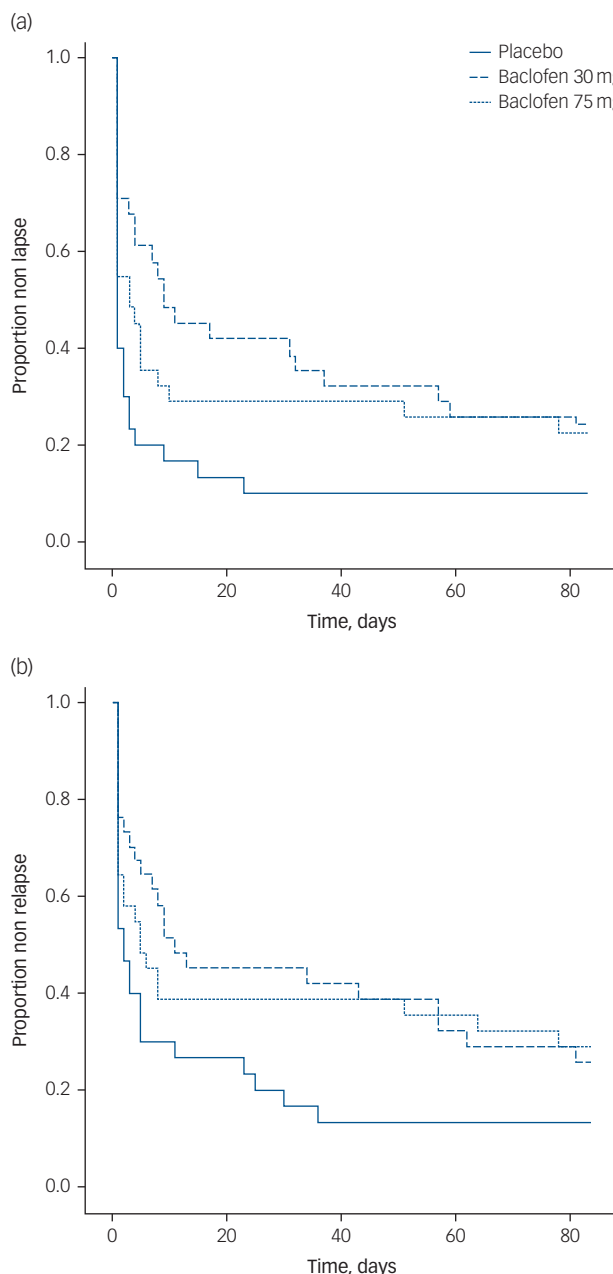 (a)
Placebo
Baclofen 30 m
Baclofen 75 m
1.0
0.8
0.6
0.4
0.2
0.0
Proportion non lapse
0 20 40 60 80
Time, days
(b)
1.0
0.8
0.6
0.4
0.2
0.0
Proportion non relapse
0 20 40 60 80
Time, days